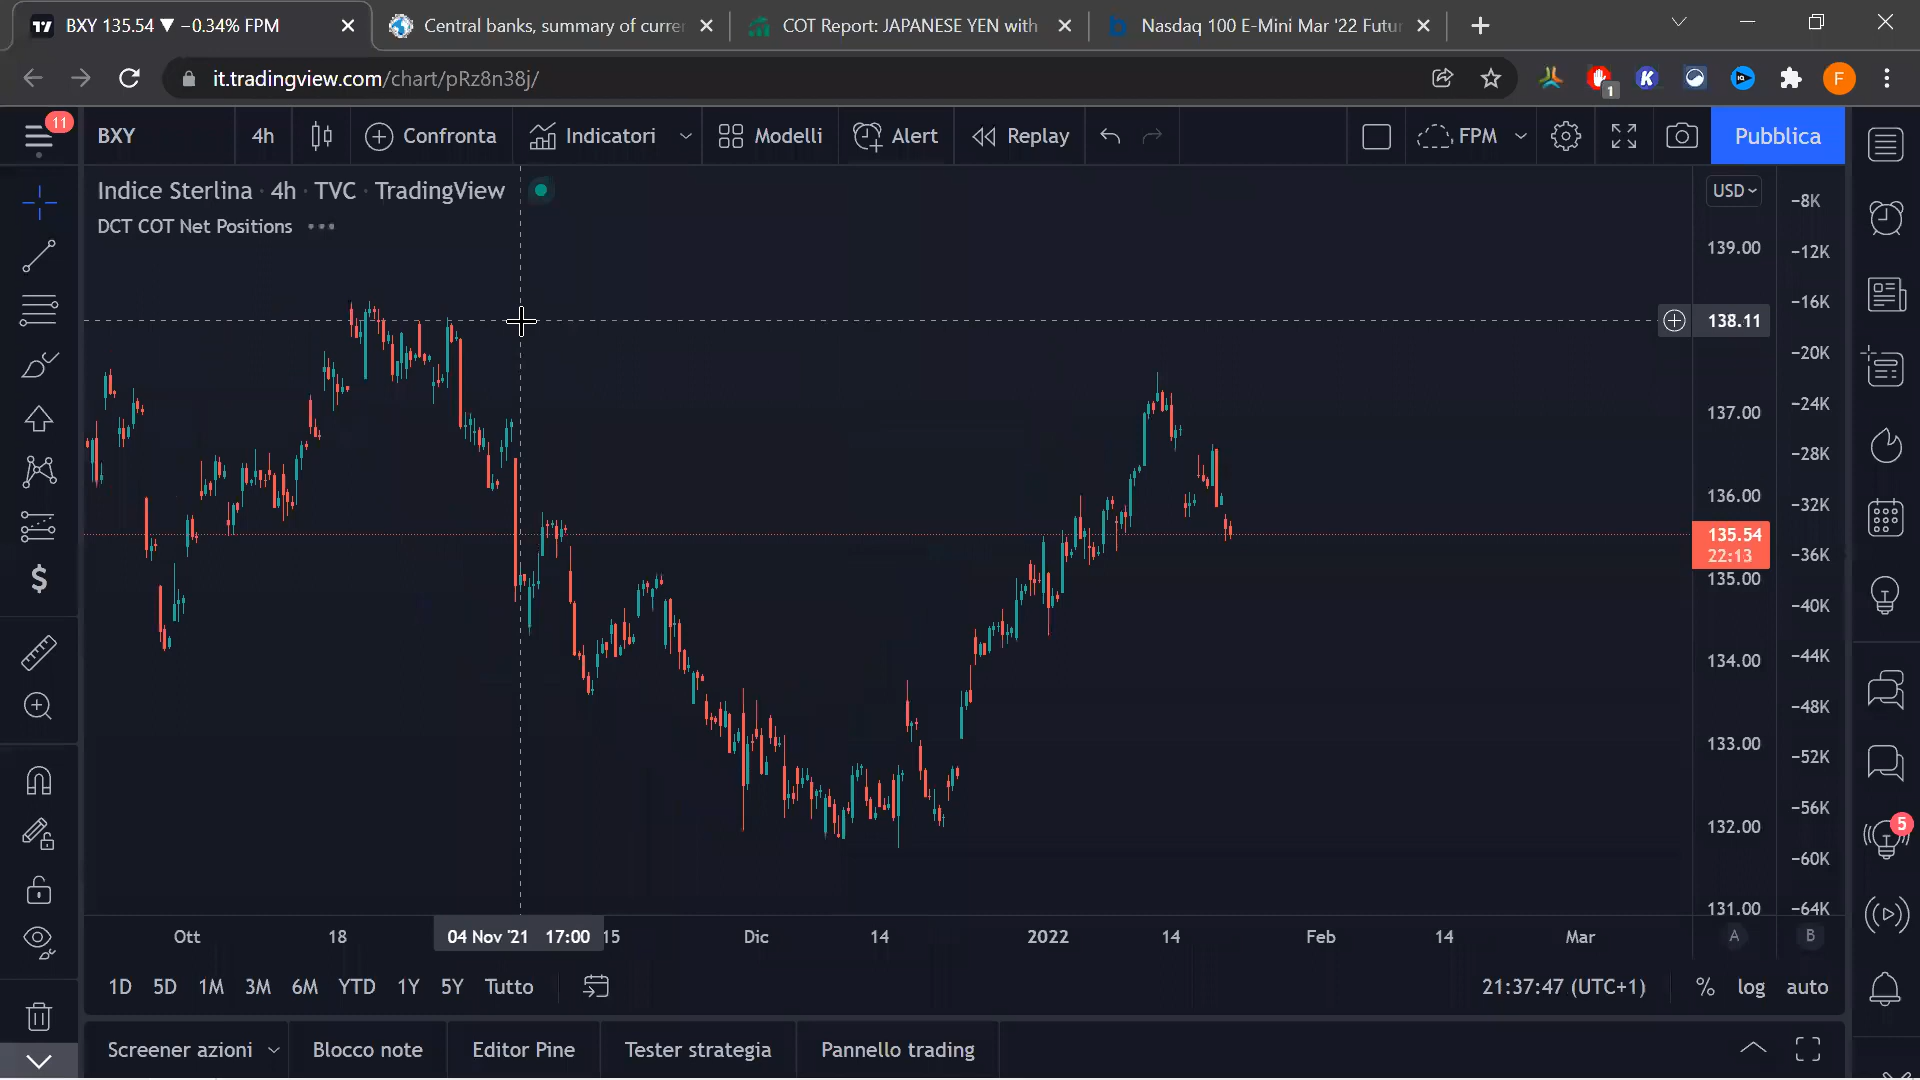 BXY 135.54 ▼ −0.34% FPM
Central banks, summary of currer
COT Report: JAPANESE YEN with
Nasdaq 100 E-Mini Mar '22 Futur
it.tradingview.com/chart/pRz8n38j/
1
K
F
11
BXY
4h
Confronta
Indicatori
Modelli
Alert
Replay
FPM
Pubblica
Indice Sterlina · 4h · TVC · TradingView
DCT COT Net Positions
USD
139.00
138.11
137.00
136.00
135.54
22:13
135.00
134.00
133.00
132.00
131.00
−8K
−12K
−16K
−20K
−24K
−28K
−32K
−36K
−40K
−44K
−48K
−52K
−56K
−60K
−64K
5
Ott
18
04 Nov '21 17:00
15
Dic
14
2022
14
Feb
14
Mar
A
B
1D 5D 1M 3M 6M YTD 1Y 5Y Tutto
21:37:47 (UTC+1)
% log auto
Screener azioni
Blocco note
Editor Pine
Tester strategia
Pannello trading